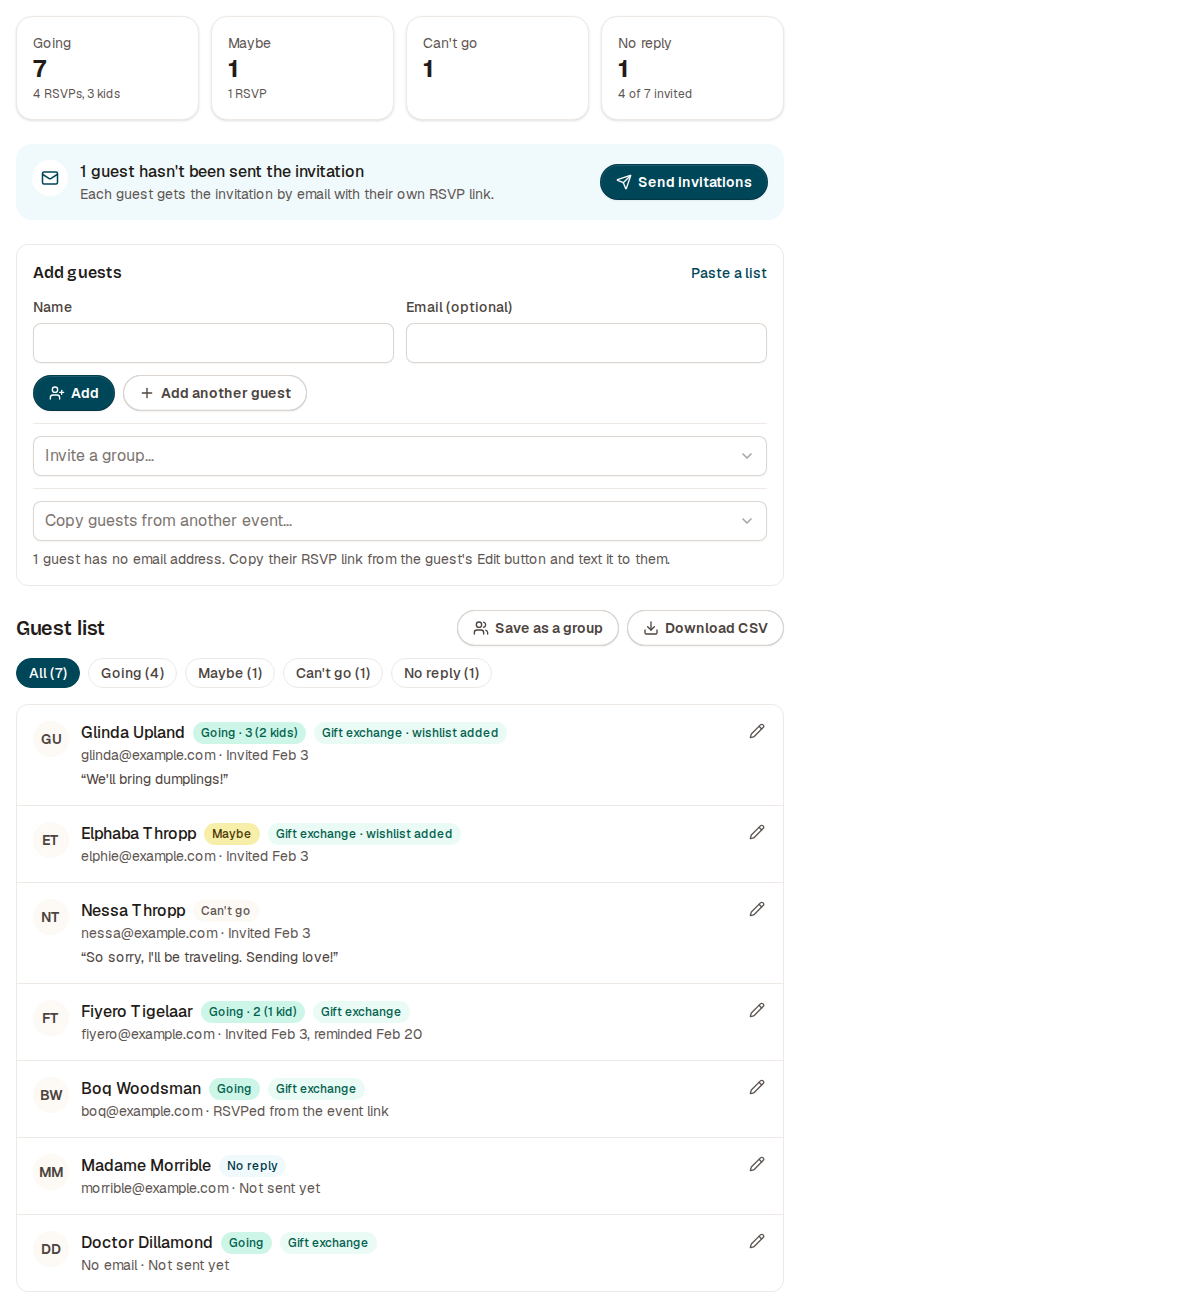 Going
7
4 RSVPs, 3 kids
Maybe
1
1 RSVP
Can't go
1
No reply
1
4 of 7 invited
1 guest hasn't been sent the invitation
Each guest gets the invitation by email with their own RSVP link.
Send invitations
Add guests
Paste a list
Name
Email (optional)
Add
Add another guest
Invite a group...
Copy guests from another event...
1 guest has no email address. Copy their RSVP link from the guest's Edit button and text it to them.
Guest list
Save as a group
Download CSV
All (7)
Going (4)
Maybe (1)
Can't go (1)
No reply (1)
GU
Glinda Upland Going · 3 (2 kids) Gift exchange · wishlist added
glinda@example.com · Invited Feb 3
“We'll bring dumplings!”
ET
Elphaba Thropp Maybe Gift exchange · wishlist added
elphie@example.com · Invited Feb 3
NT
Nessa Thropp Can't go
nessa@example.com · Invited Feb 3
“So sorry, I'll be traveling. Sending love!”
FT
Fiyero Tigelaar Going · 2 (1 kid) Gift exchange
fiyero@example.com · Invited Feb 3, reminded Feb 20
BW
Boq Woodsman Going Gift exchange
boq@example.com · RSVPed from the event link
MM
Madame Morrible No reply
morrible@example.com · Not sent yet
DD
Doctor Dillamond Going Gift exchange
No email · Not sent yet